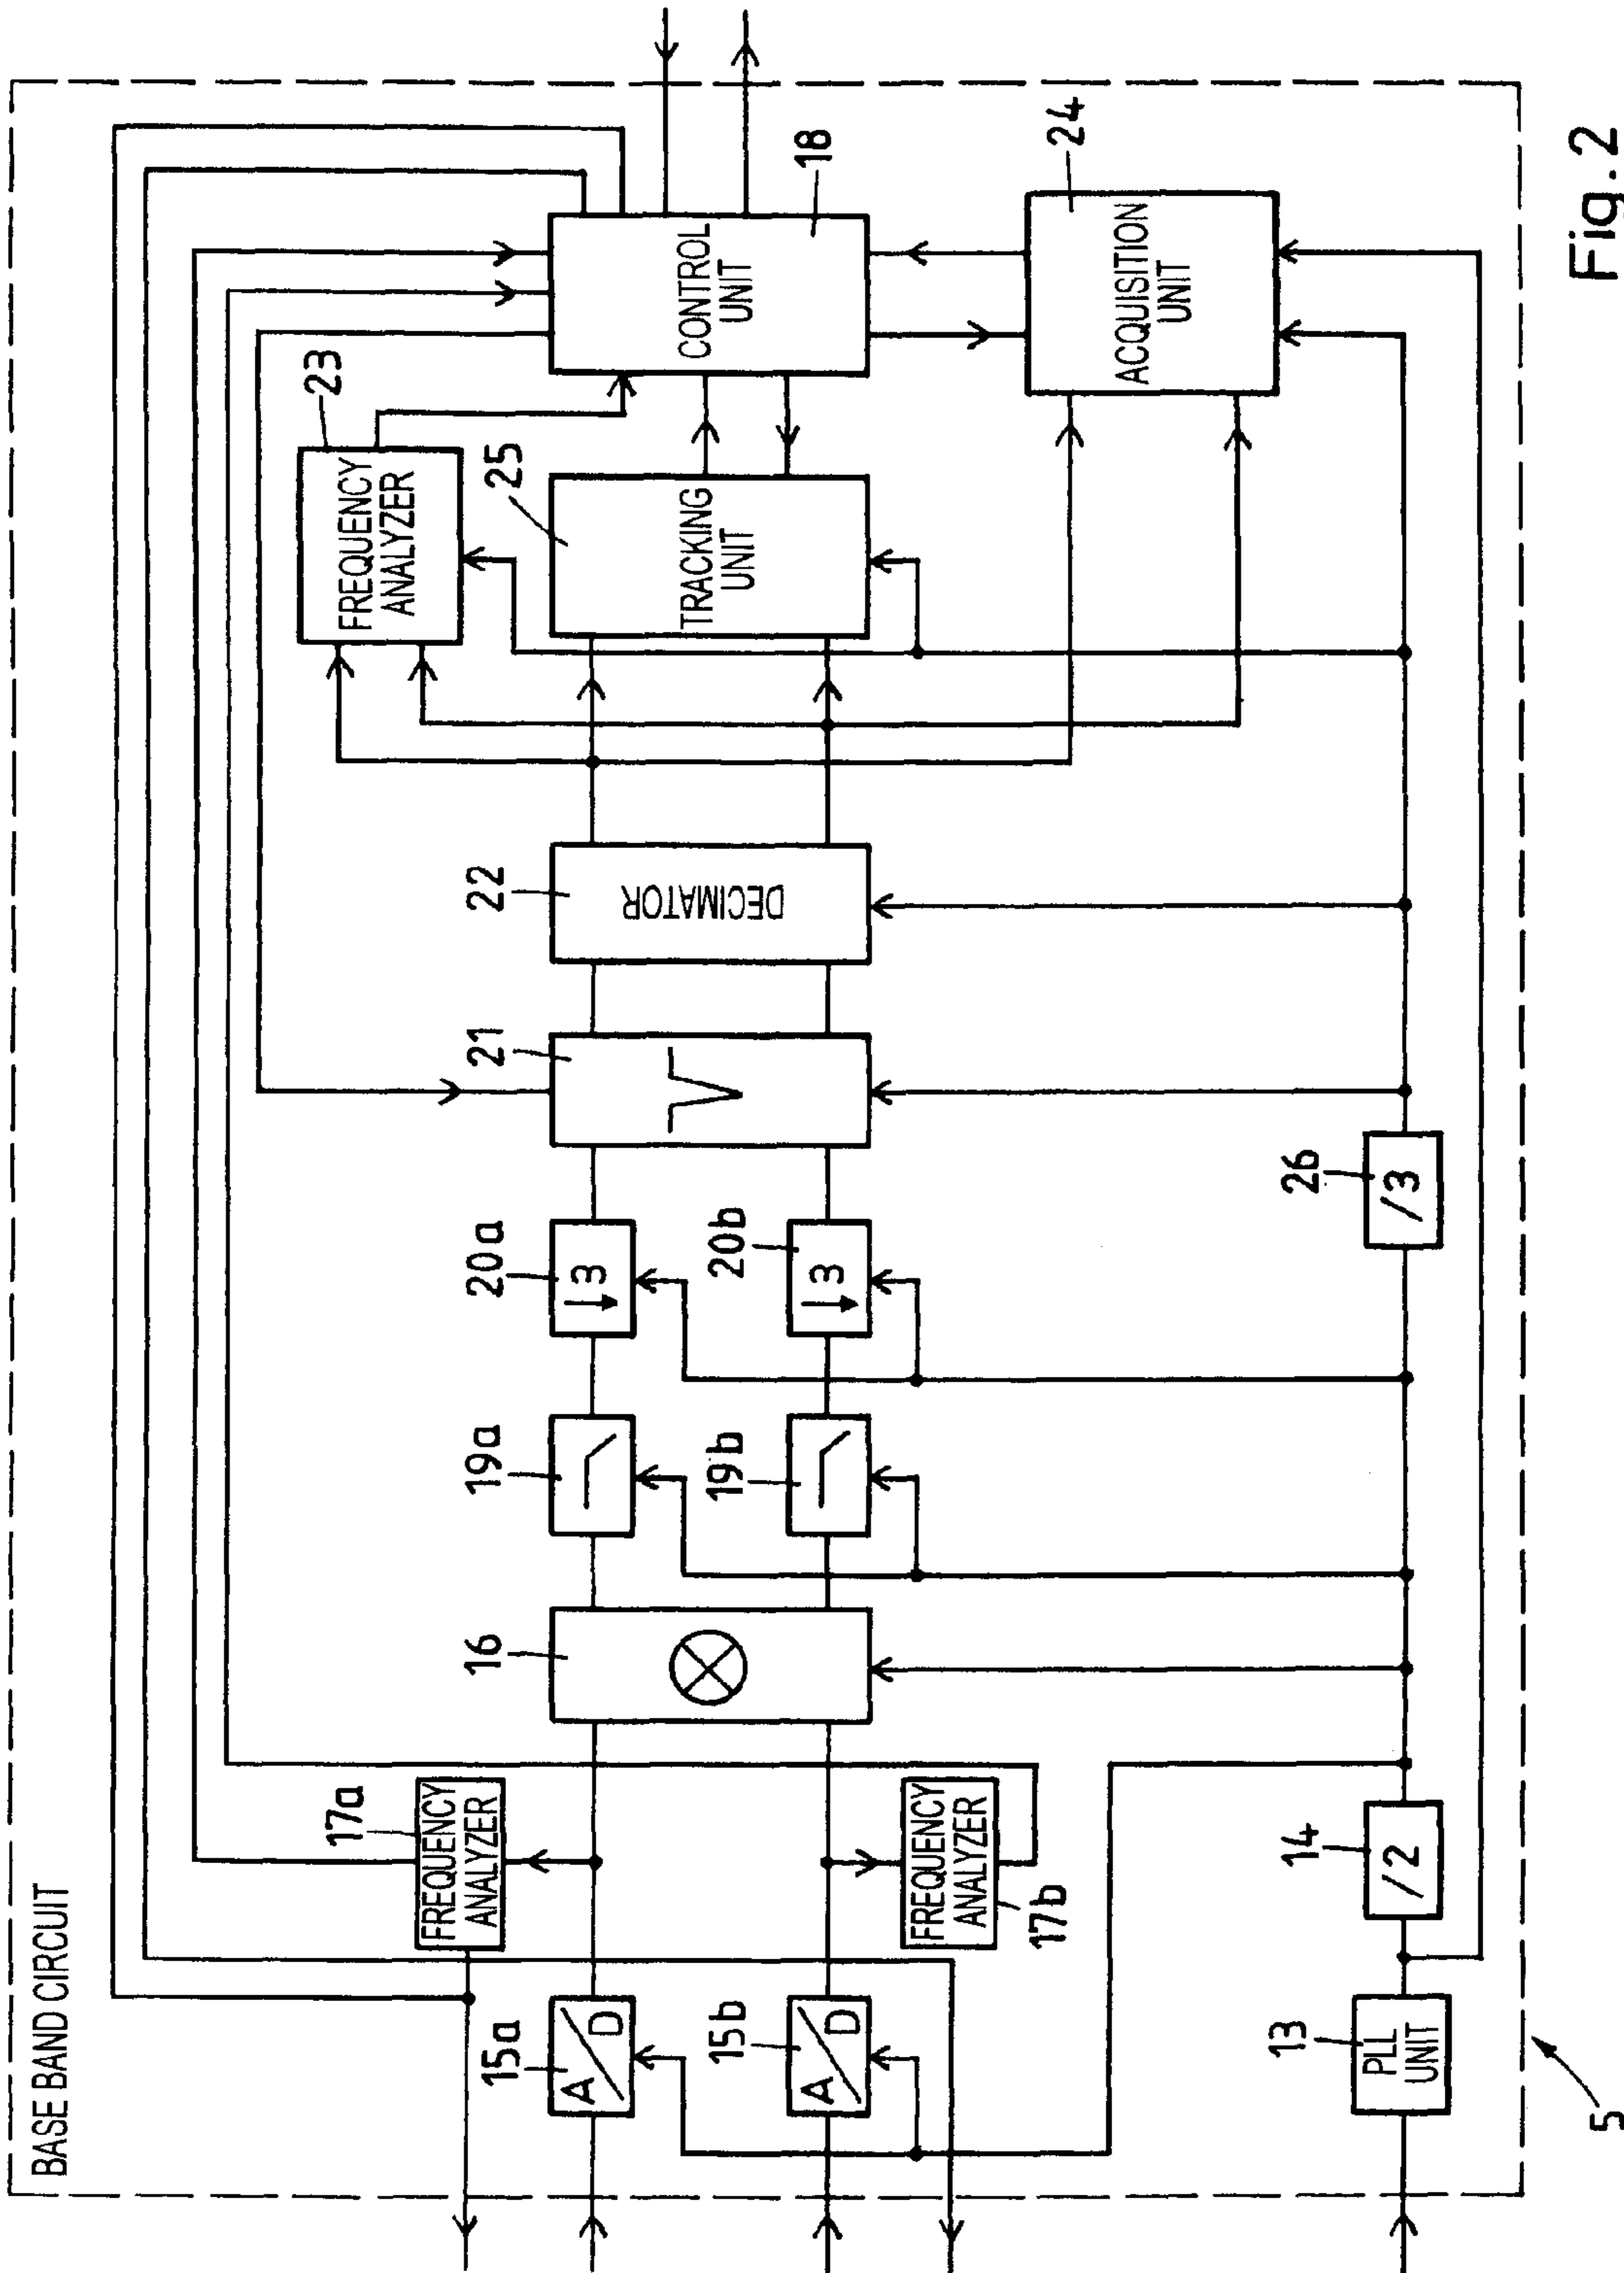 BASE BAND CIRCUIT
17a
FREQUENCY
ANALYZER
23
FREQUENCY
ANALYZER
15a
A
D
16
19a
20a
21
22
DECIMATOR
25
TRACKING
UNIT
CONTROL
UNIT
18
15b
A
D
19b
20b
3
3
FREQUENCY
ANALYZER
17b
24
ACQUISITION
UNIT
13
PLL
UNIT
14
/2
26
/3
5
Fig. 2